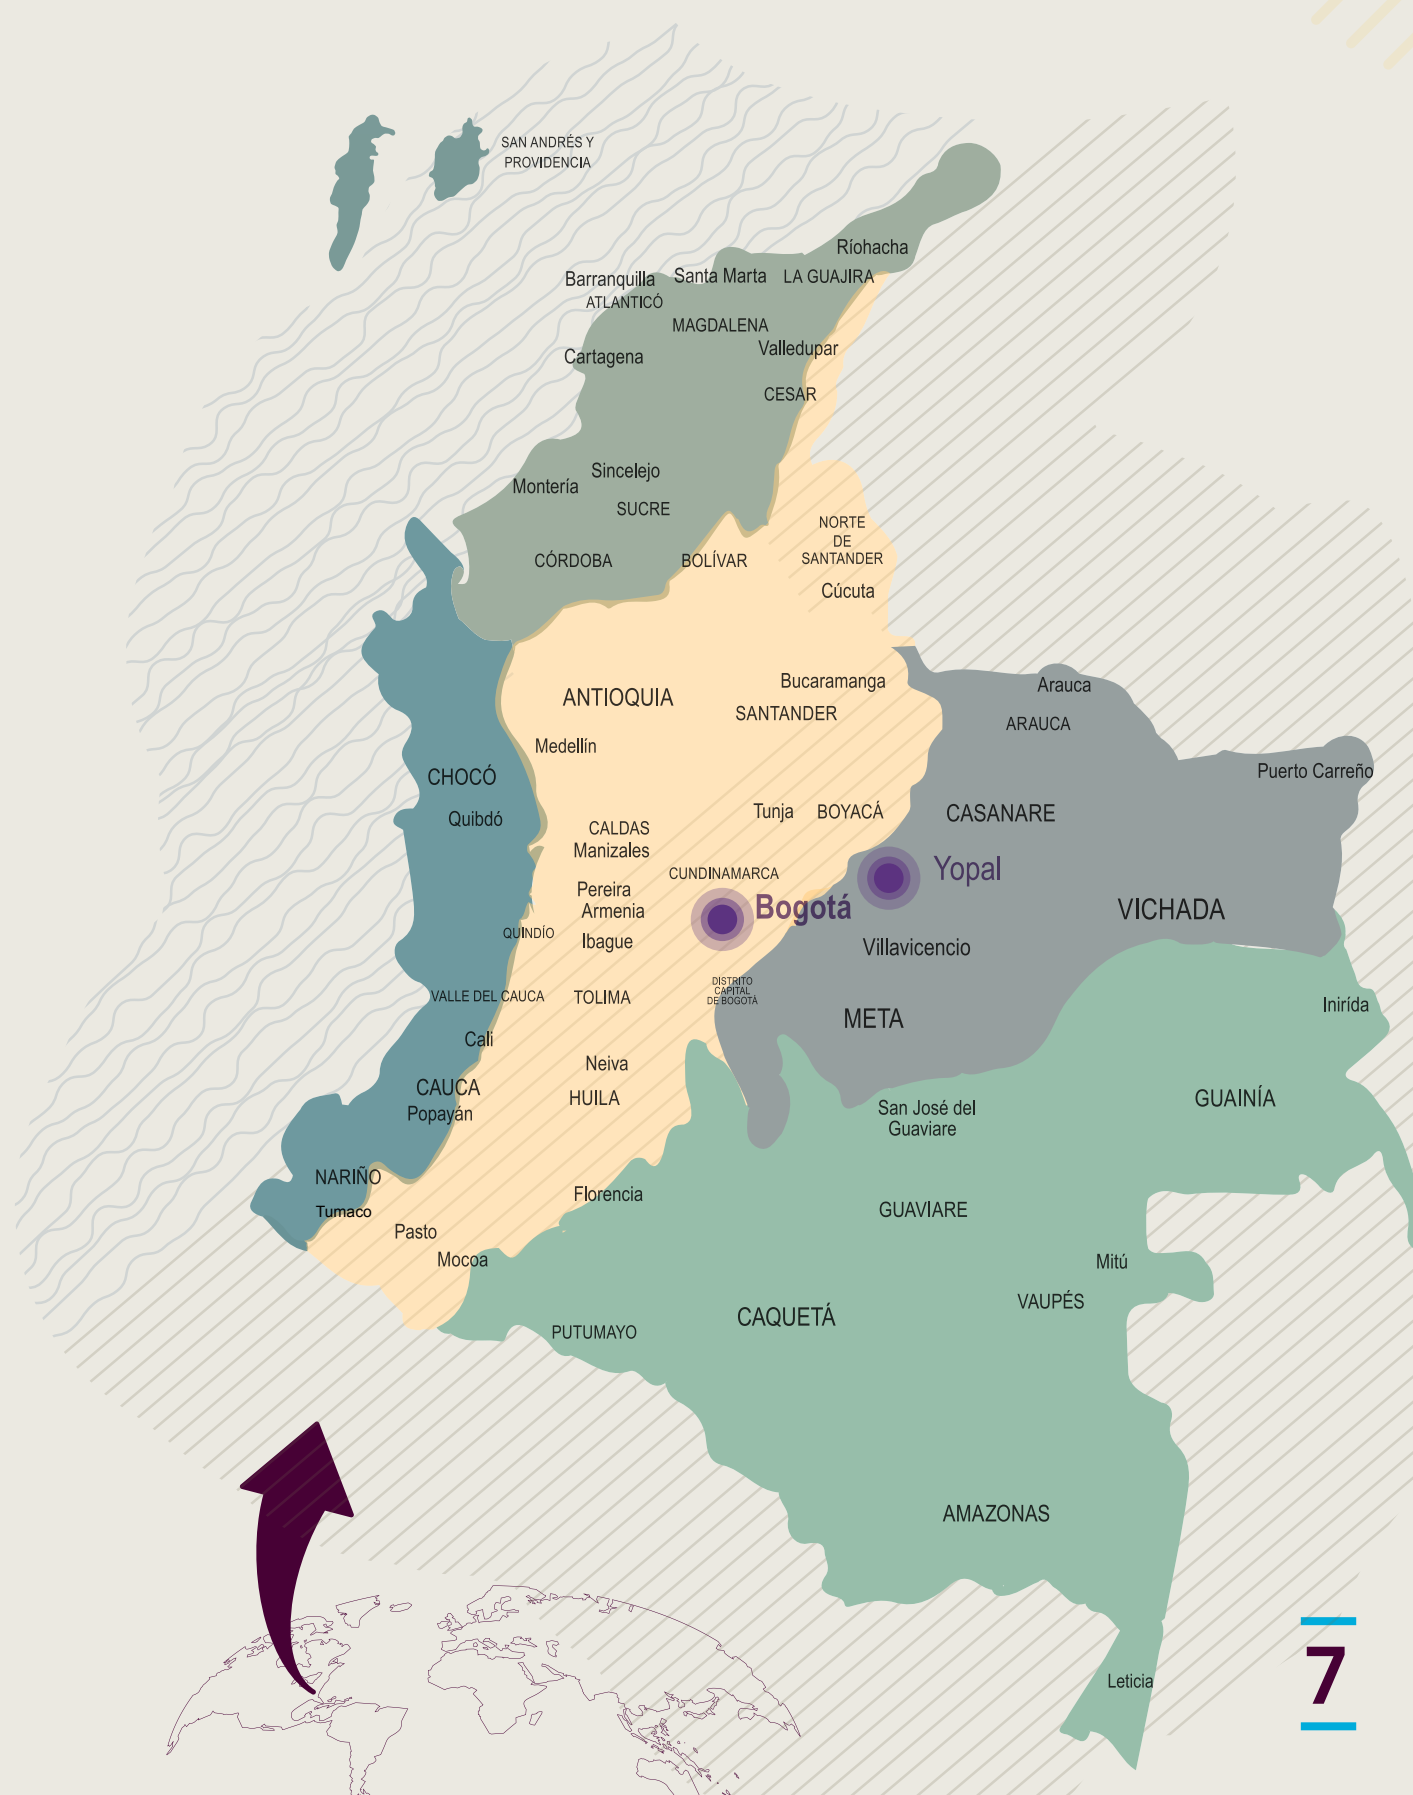 SAN ANDRÉS Y
PROVIDENCIA
Ríohacha
Barranquilla
Santa Marta
LA GUAJIRA
ATLANTICÓ
MAGDALENA
Cartagena
Valledupar
CESAR
Sincelejo
Montería
SUCRE
NORTE
DE
SANTANDER
CÓRDOBA
BOLÍVAR
Cúcuta
ANTIOQUIA
Bucaramanga
Arauca
SANTANDER
ARAUCA
Medellín
CHOCÓ
Puerto Carreño
Quibdó
Tunja
BOYACÁ
CASANARE
CALDAS
Manizales
CUNDINAMARCA
Yopal
Pereira
Armenia
Bogotá
VICHADA
QUINDÍO
Ibague
Villavicencio
DISTRITO
CAPITAL
DE BOGOTÁ
VALLE DEL CAUCA
TOLIMA
META
Inirída
Cali
Neiva
CAUCA
HUILA
GUAINÍA
Popayán
San José del
Guaviare
NARIÑO
Florencia
Tumaco
GUAVIARE
Pasto
Mocoa
Mitú
VAUPÉS
CAQUETÁ
PUTUMAYO
AMAZONAS
Leticia
7